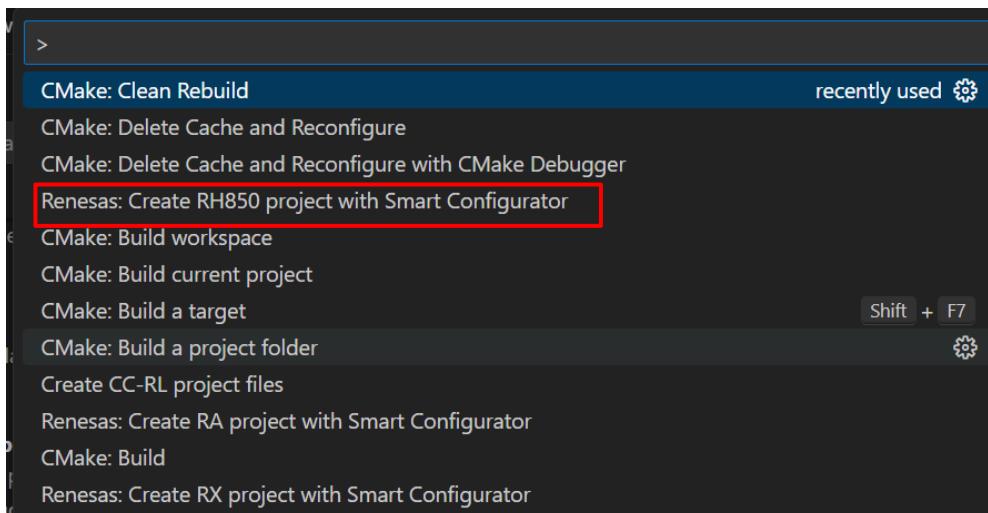 >
CMake: Clean Rebuild recently used
CMake: Delete Cache and Reconfigure
CMake: Delete Cache and Reconfigure with CMake Debugger
Renesas: Create RH850 project with Smart Configurator
CMake: Build workspace
CMake: Build current project
CMake: Build a target Shift + F7
CMake: Build a project folder
Create CC-RL project files
Renesas: Create RA project with Smart Configurator
CMake: Build
Renesas: Create RX project with Smart Configurator